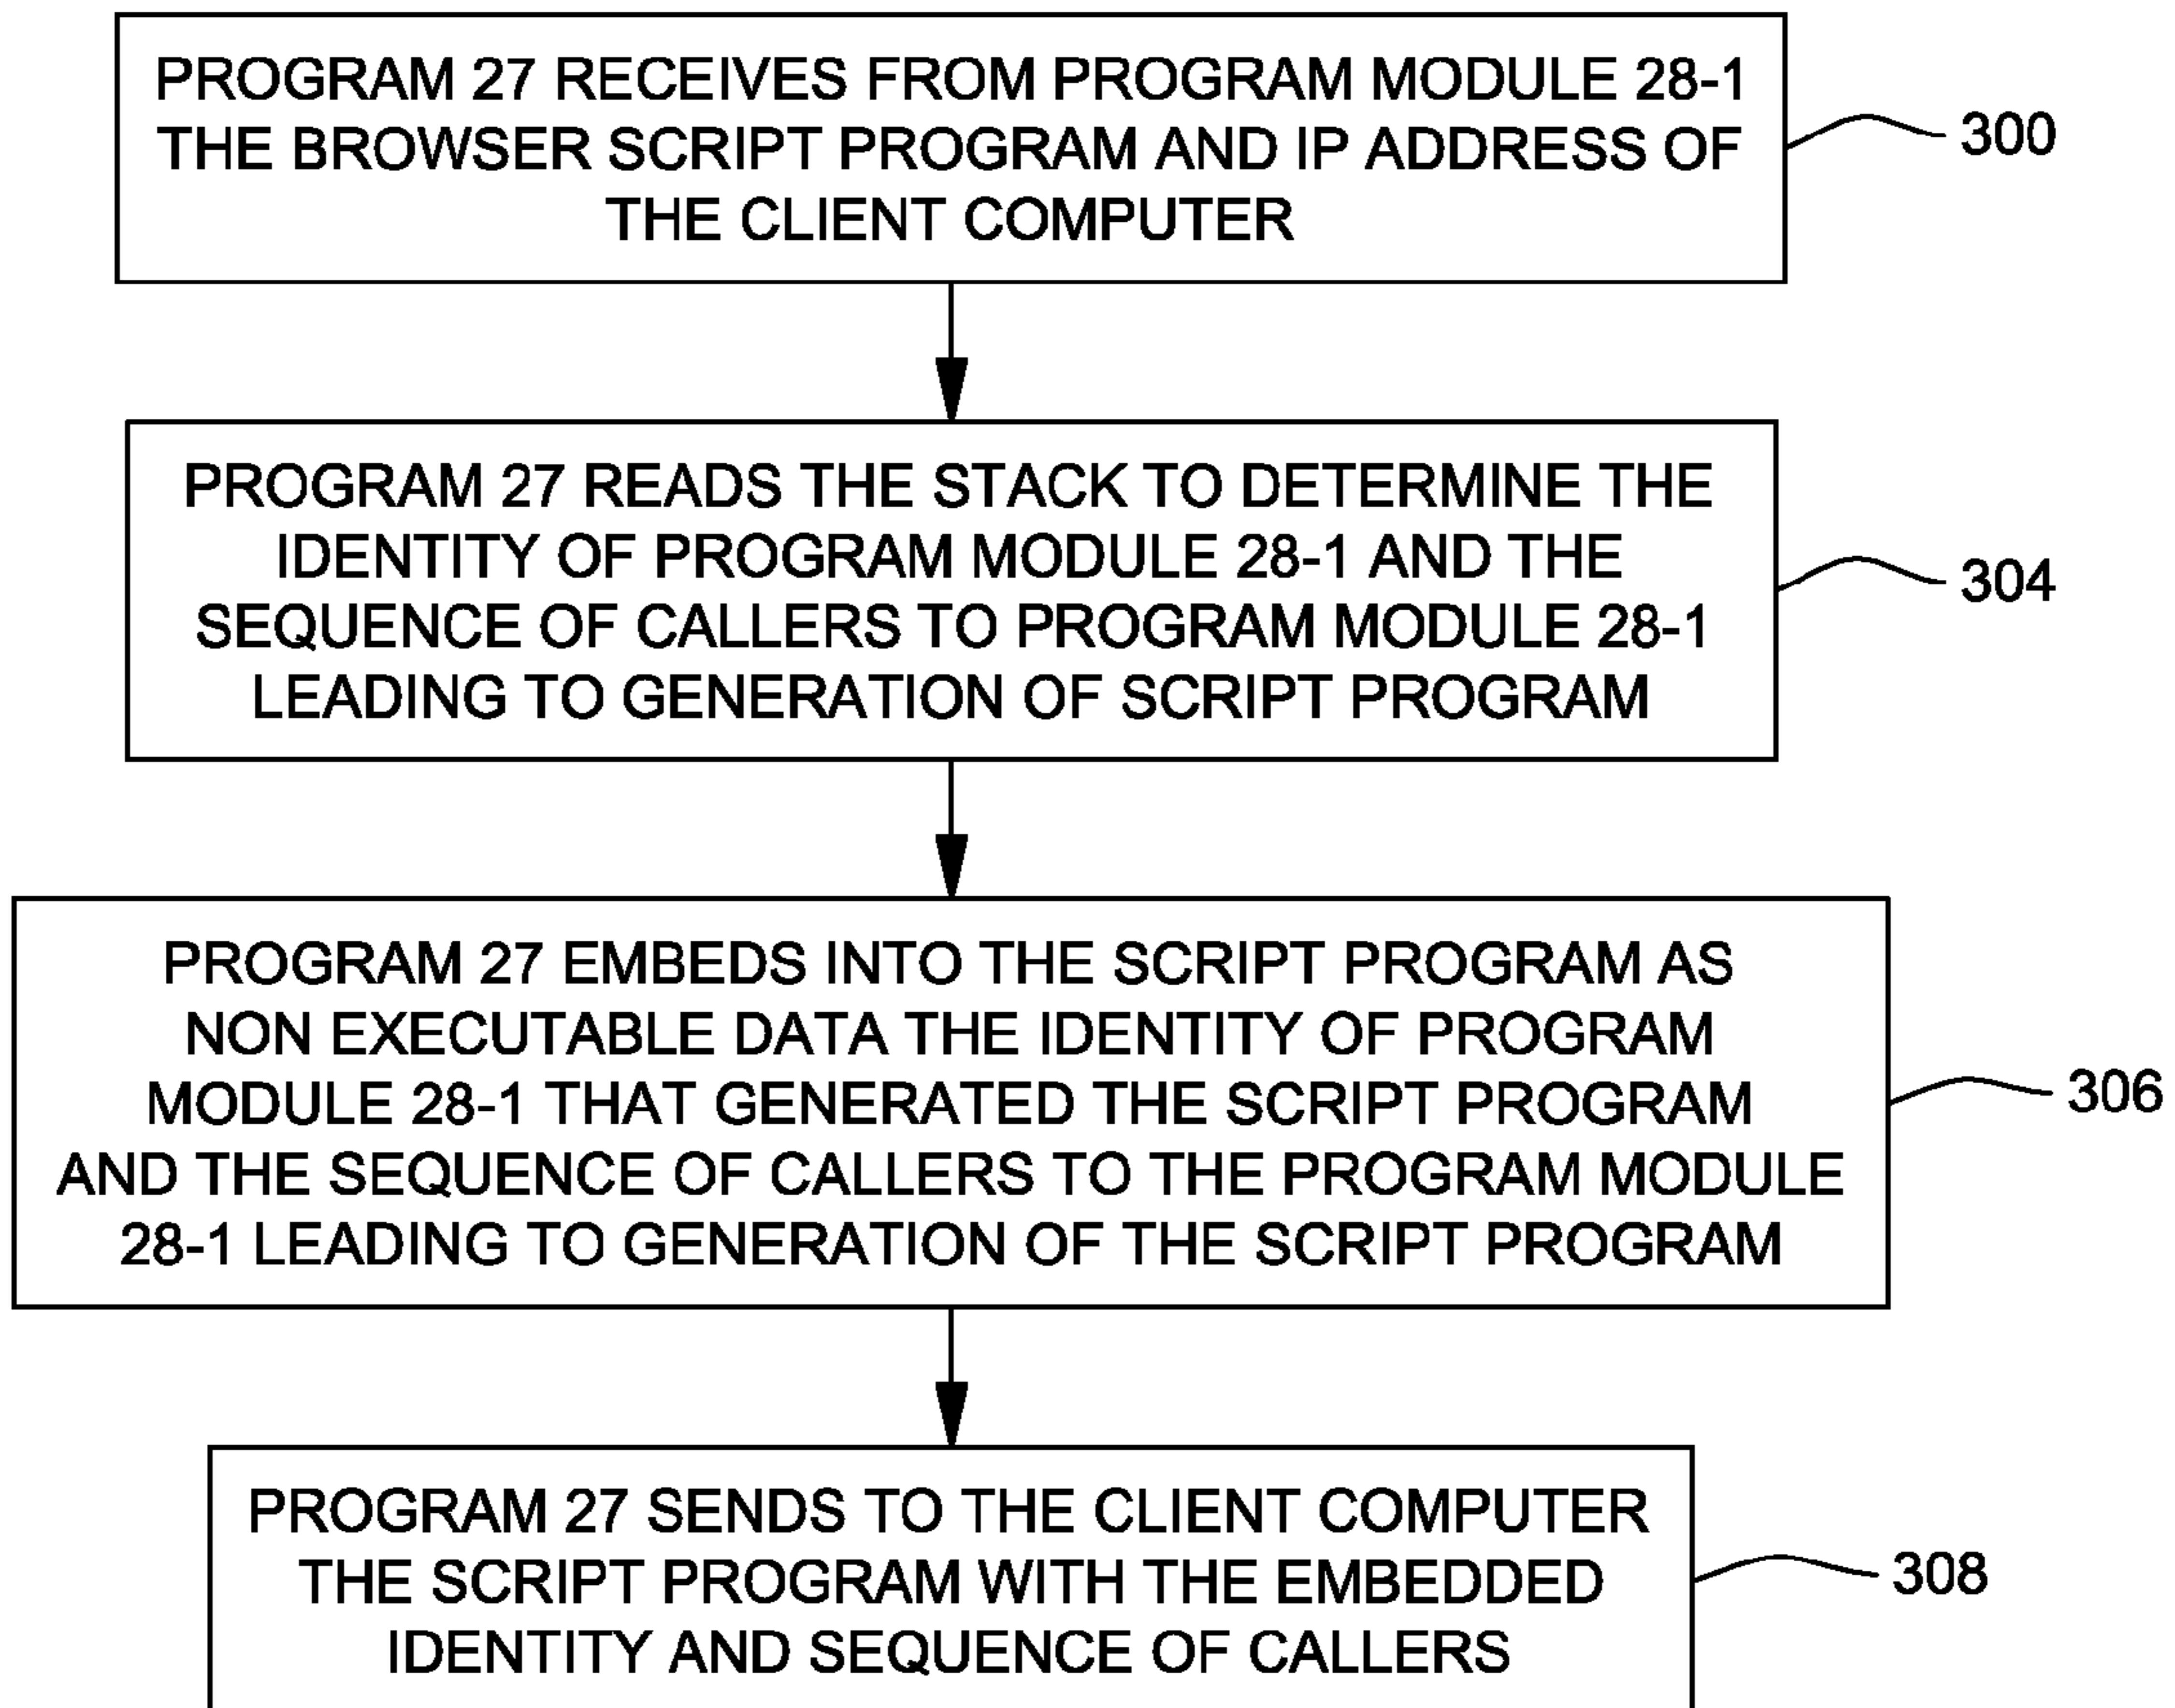 PROGRAM 27 RECEIVES FROM PROGRAM MODULE 28-1
THE BROWSER SCRIPT PROGRAM AND IP ADDRESS OF
THE CLIENT COMPUTER
300
PROGRAM 27 READS THE STACK TO DETERMINE THE
IDENTITY OF PROGRAM MODULE 28-1 AND THE
SEQUENCE OF CALLERS TO PROGRAM MODULE 28-1
LEADING TO GENERATION OF SCRIPT PROGRAM
304
PROGRAM 27 EMBEDS INTO THE SCRIPT PROGRAM AS
NON EXECUTABLE DATA THE IDENTITY OF PROGRAM
MODULE 28-1 THAT GENERATED THE SCRIPT PROGRAM
AND THE SEQUENCE OF CALLERS TO THE PROGRAM MODULE
28-1 LEADING TO GENERATION OF THE SCRIPT PROGRAM
306
PROGRAM 27 SENDS TO THE CLIENT COMPUTER
THE SCRIPT PROGRAM WITH THE EMBEDDED
IDENTITY AND SEQUENCE OF CALLERS
308